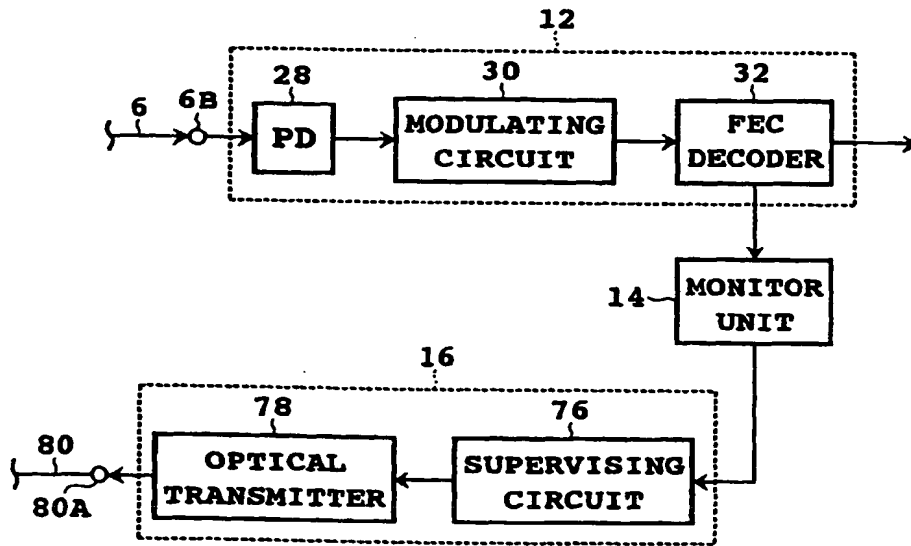 12
28
30
32
6
6B
PD
MODULATING
CIRCUIT
FEC
DECODER
14
MONITOR
UNIT
16
78
76
80
80A
OPTICAL
TRANSMITTER
SUPERVISING
CIRCUIT